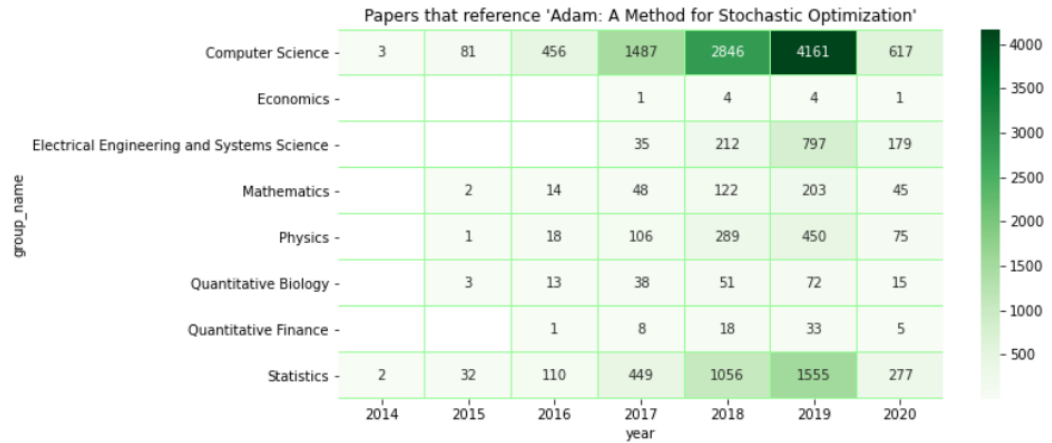 Papers that reference 'Adam: A Method for Stochastic Optimization'
Computer Science 3 81 456 1487 2846 4161 617
Economics 1 4 4 1
Electrical Engineering and Systems Science 35 212 797 179
Mathematics 2 14 48 122 203 45
Physics 1 18 106 289 450 75
Quantitative Biology 3 13 38 51 72 15
Quantitative Finance 1 8 18 33 5
Statistics 2 32 110 449 1056 1555 277
2014 2015 2016 2017 2018 2019 2020
year
group_name
4000
3500
3000
2500
2000
1500
1000
500